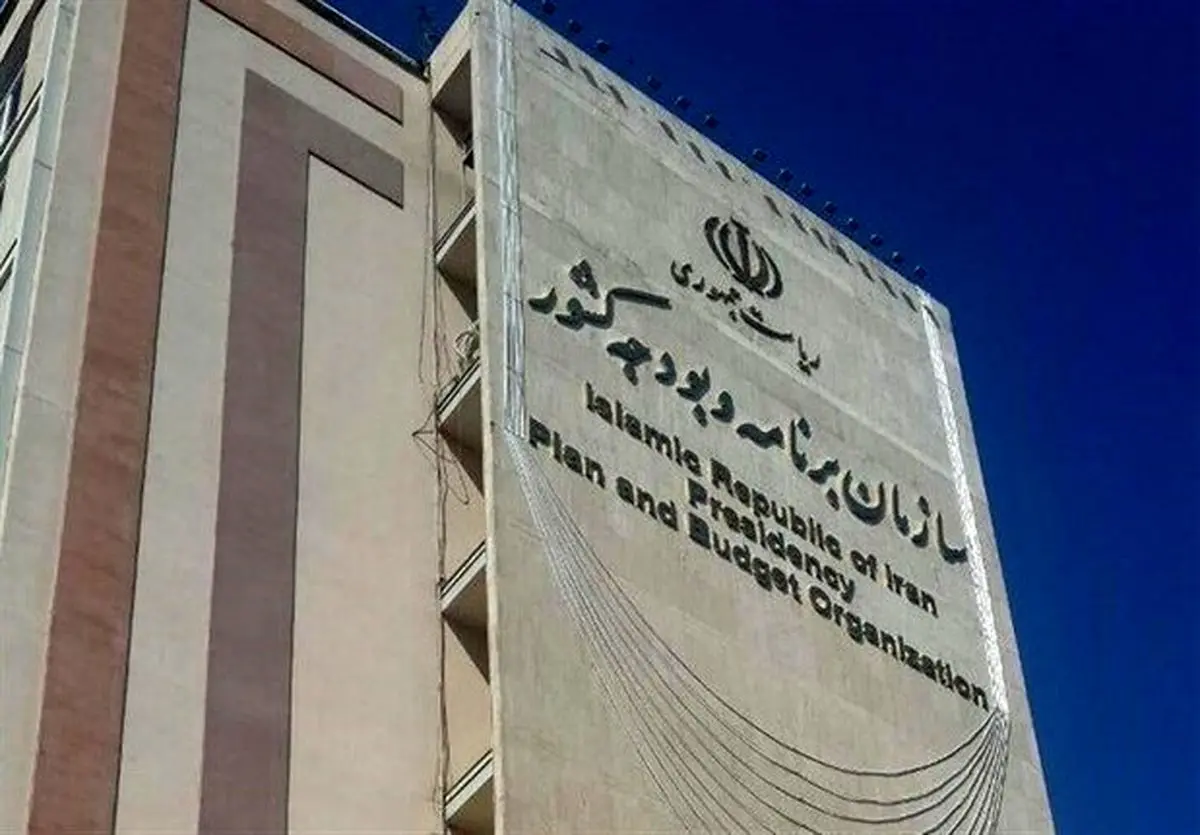 ریاست جمهوری
سازمان برنامه و بودجه کشور
Islamic Republic of Iran
Presidency
Plan and Budget Organization